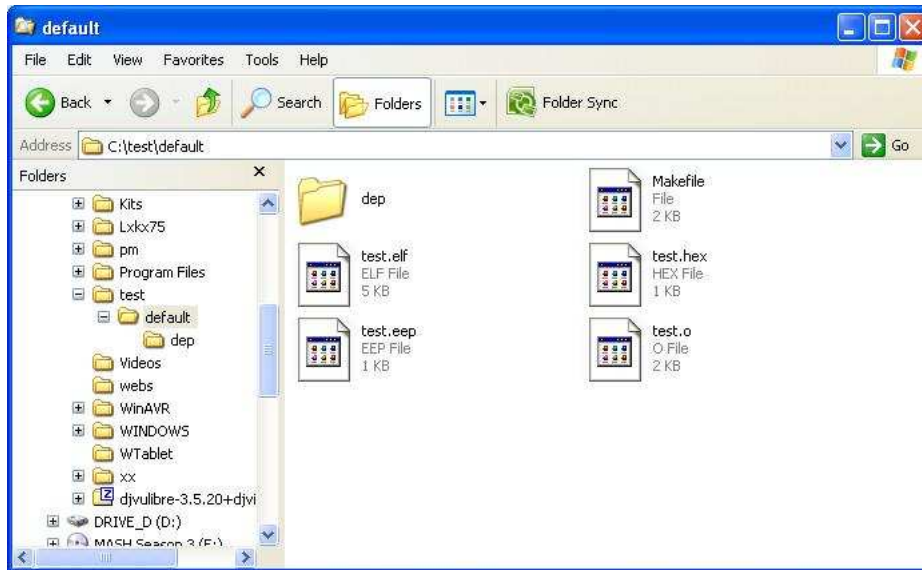 default
File Edit View Favorites Tools Help
Back Search Folders Folder Sync
Address C:\test\default Go
Folders x
Kits
Lxkx75
pm
Program Files
test
default
dep
Videos
webs
WinAVR
WINDOWS
WTablet
xx
djvulibre-3.5.20+djvi
DRIVE_D (D:)
MASH Season 3 (E:)
dep
Makefile
File
2 KB
test.elf
ELF File
5 KB
test.hex
HEX File
1 KB
test.eep
EEP File
1 KB
test.o
O File
2 KB